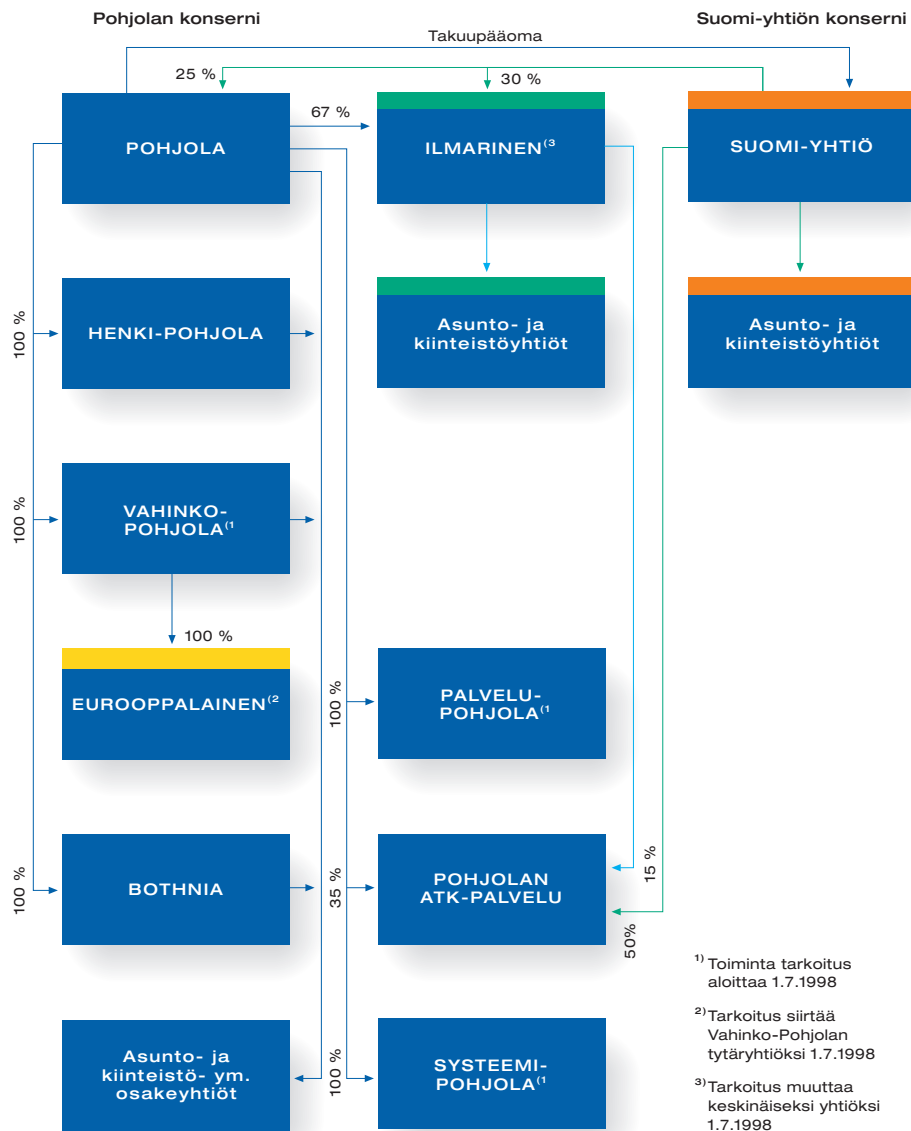 Pohjolan konserni
Suomi-yhtiön konserni
Takuupääoma
25 %
30 %
67 %
POHJOLA
ILMARINEN(3
SUOMI-YHTIÖ
100 %
HENKI-POHJOLA
Asunto- ja
kiinteistöyhtiöt
Asunto- ja
kiinteistöyhtiöt
100 %
VAHINKO-
POHJOLA(1
100 %
EUROOPPALAINEN(2
100 %
PALVELU-
POHJOLA(1
100 %
BOTHNIA
35 %
POHJOLAN
ATK-PALVELU
15 %
50%
Asunto- ja
kiinteistö- ym.
osakeyhtiöt
100 %
SYSTEEMI-
POHJOLA(1
1) Toiminta tarkoitus
aloittaa 1.7.1998
2) Tarkoitus siirtää
Vahinko-Pohjolan
tytäryhtiöksi 1.7.1998
3) Tarkoitus muuttaa
keskinäiseksi yhtiöksi
1.7.1998